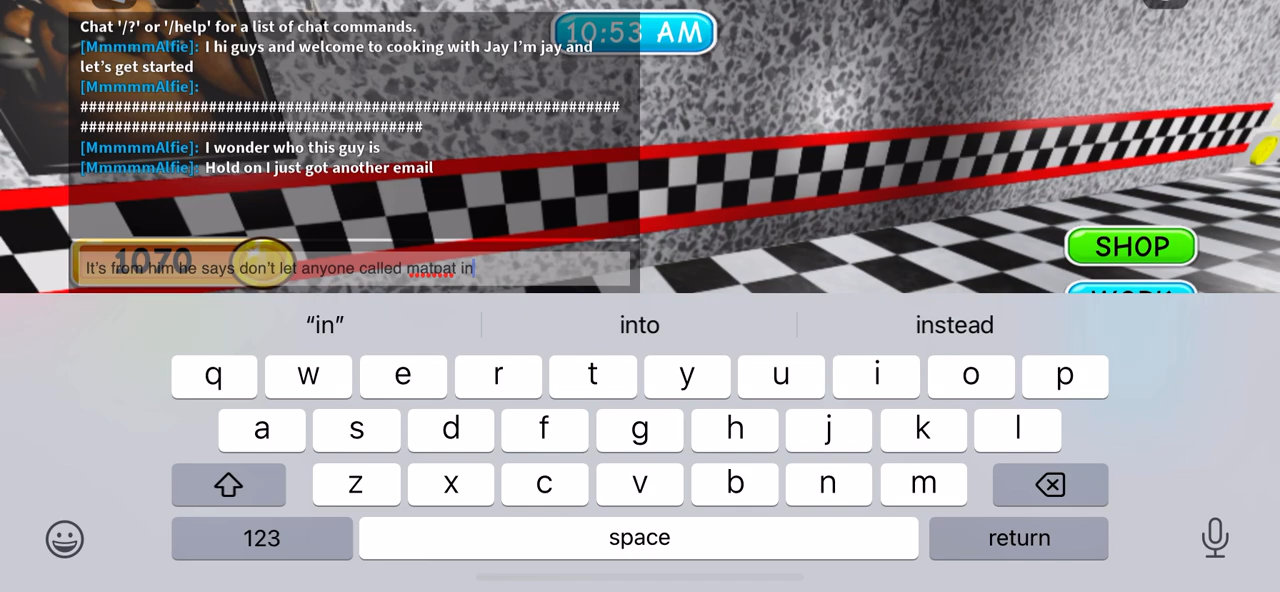 Chat '/?' or '/help' for a list of chat commands.
10:53 AM
[MmmmmAlfie]: I hi guys and welcome to cooking with Jay I’m jay and
let’s get started
[MmmmmAlfie]:
###############################################################
########################################
[MmmmmAlfie]: I wonder who this guy is
[MmmmmAlfie]: Hold on I just got another email
SHOP
1070
It’s from him he says don’t let anyone called matpat in
WORK
“in” into instead
q w e r t y u i o p
a s d f g h j k l
z x c v b n m
123 space return